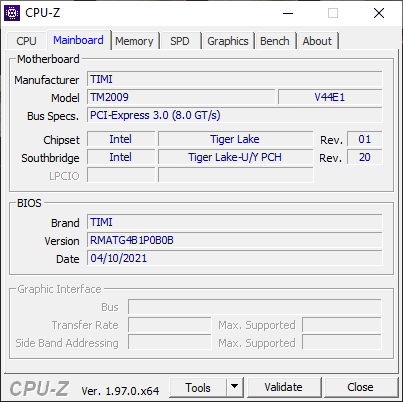 CPU-Z
CPU Mainboard Memory SPD Graphics Bench About
Motherboard
Manufacturer TIMI
Model TM2009 V44E1
Bus Specs. PCI-Express 3.0 (8.0 GT/s)
Chipset Intel Tiger Lake Rev. 01
Southbridge Intel Tiger Lake-U/Y PCH Rev. 20
LPCIO
BIOS
Brand TIMI
Version RMATG4B1P0B0B
Date 04/10/2021
Graphic Interface
Bus
Transfer Rate Max. Supported
Side Band Addressing Max. Supported
CPU-Z Ver. 1.97.0.x64 Tools Validate Close